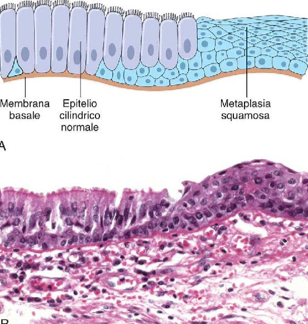 Membrana
basale
Epitelio
cilindrico
normale
Metaplasia
squamosa
A
B